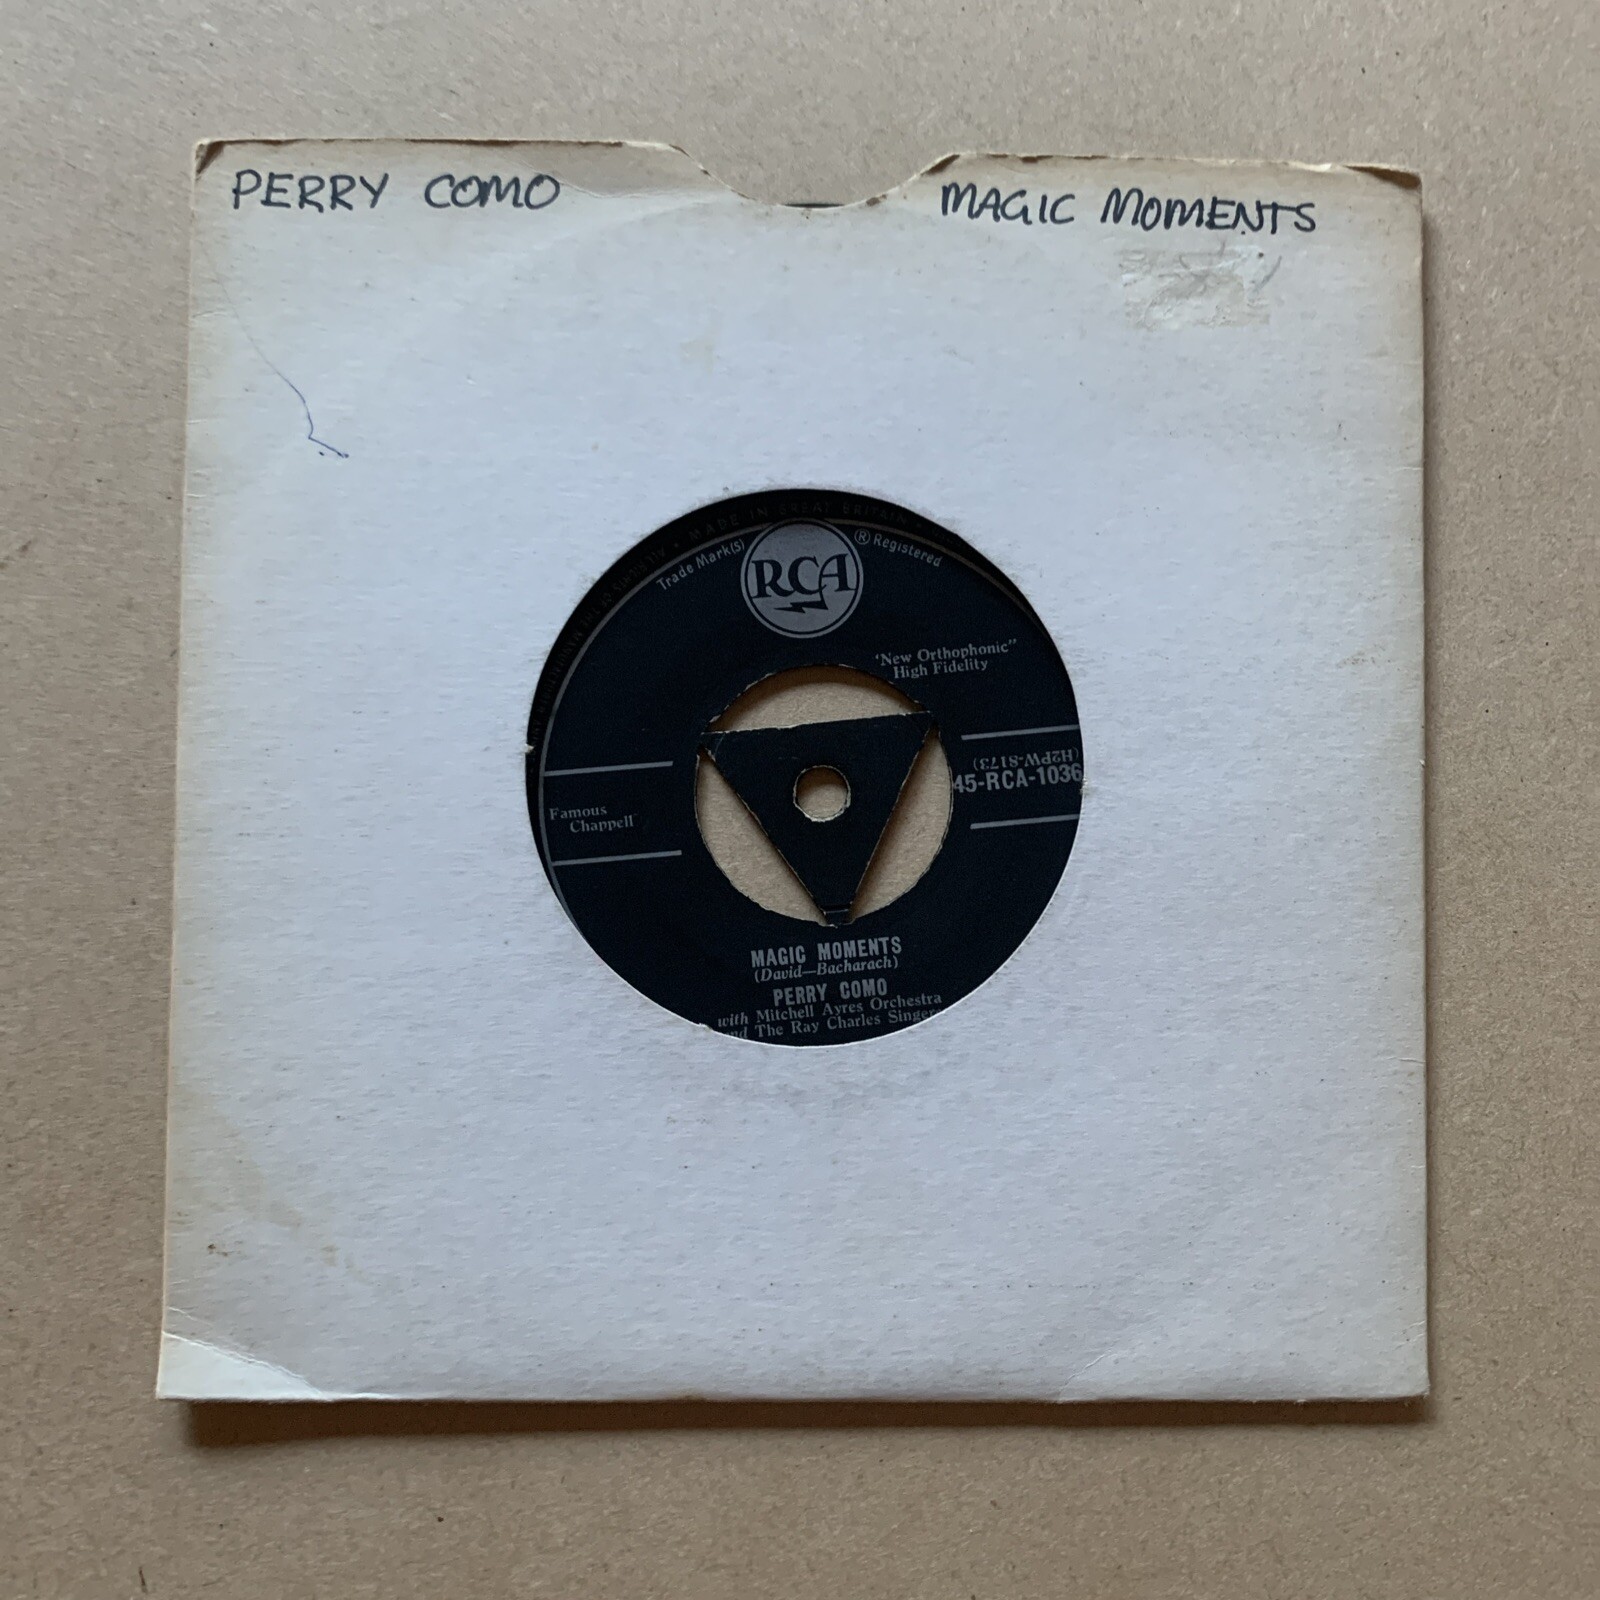 PERRY COMO
MAGIC MOMENTS
MADE IN GREAT BRITAIN
Trade Mark(s)
RCA
® Registered
"New Orthophonic"
High Fidelity
(H2PW-8173)
45-RCA-1036
Famous
Chappell
MAGIC MOMENTS
(David—Bacharach)
PERRY COMO
with Mitchell Ayres Orchestra
and The Ray Charles Singers